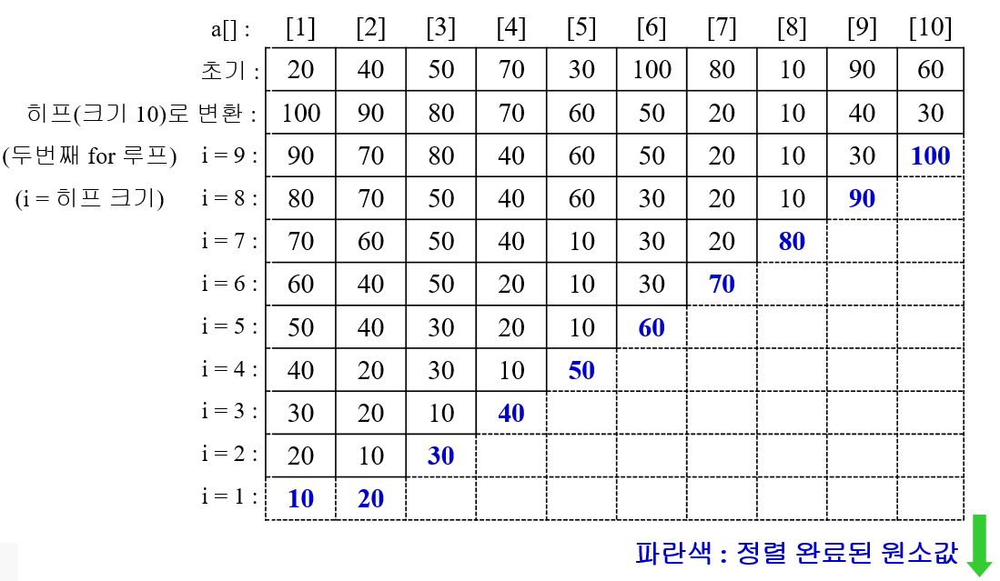 a[] : [1] [2] [3] [4] [5] [6] [7] [8] [9] [10]
초기 : 20 40 50 70 30 100 80 10 90 60
히프(크기 10)로 변환 : 100 90 80 70 60 50 20 10 40 30
(두번째 for 루프) i = 9 : 90 70 80 40 60 50 20 10 30 100
(i = 히프 크기) i = 8 : 80 70 50 40 60 30 20 10 90
i = 7 : 70 60 50 40 10 30 20 80
i = 6 : 60 40 50 20 10 30 70
i = 5 : 50 40 30 20 10 60
i = 4 : 40 20 30 10 50
i = 3 : 30 20 10 40
i = 2 : 20 10 30
i = 1 : 10 20
파란색 : 정렬 완료된 원소값